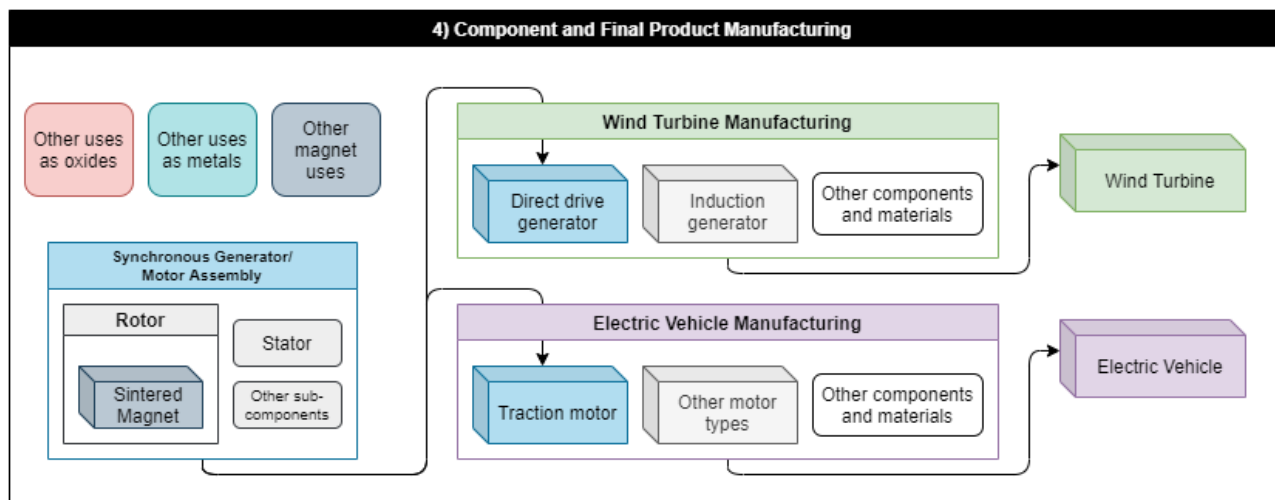 4) Component and Final Product Manufacturing
Other uses
as oxides
Other uses
as metals
Other
magnet
uses
Synchronous Generator/
Motor Assembly
Rotor
Sintered
Magnet
Stator
Other sub-
components
Wind Turbine Manufacturing
Direct drive
generator
Induction
generator
Other components
and materials
Wind Turbine
Electric Vehicle Manufacturing
Traction motor
Other motor
types
Other components
and materials
Electric Vehicle